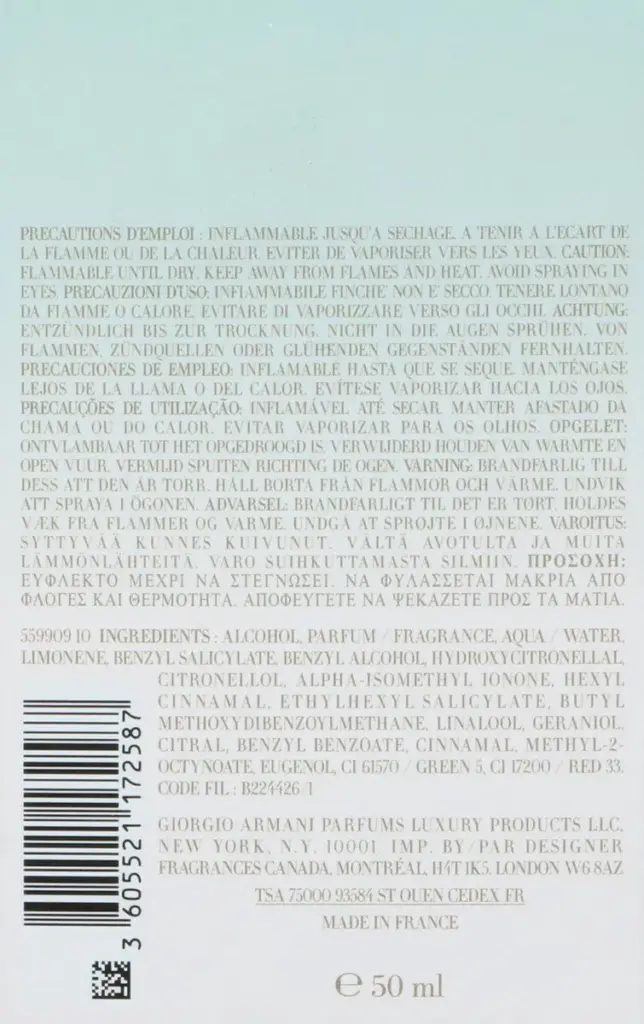 PRECAUTIONS D'EMPLOI : INFLAMMABLE JUSQU'A SECHAGE. A TENIR A L'ECART DE
LA FLAMME OU DE LA CHALEUR. EVITER DE VAPORISER VERS LES YEUX. CAUTION:
FLAMMABLE UNTIL DRY. KEEP AWAY FROM FLAMES AND HEAT. AVOID SPRAYING IN
EYES. PRECAUZIONI D'USO: INFIAMMABILE FINCHE' NON E' SECCO. TENERE LONTANO
DA FIAMME O CALORE. EVITARE DI VAPORIZZARE VERSO GLI OCCHI. ACHTUNG:
ENTZÜNDLICH BIS ZUR TROCKNUNG. NICHT IN DIE AUGEN SPRÜHEN. VON
FLAMMEN, ZÜNDQUELLEN ODER GLÜHENDEN GEGENSTÄNDEN FERNHALTEN.
PRECAUCIONES DE EMPLEO: INFLAMABLE HASTA QUE SE SEQUE. MANTÉNGASE
LEJOS DE LA LLAMA O DEL CALOR. EVÍTESE VAPORIZAR HACIA LOS OJOS.
PRECAUÇÕES DE UTILIZAÇÃO: INFLAMÁVEL ATÉ SECAR. MANTER AFASTADO DA
CHAMA OU DO CALOR. EVITAR VAPORIZAR PARA OS OLHOS. OPGELET:
ONTVLAMBAAR TOT HET OPGEDROOGD IS. VERWIJDERD HOUDEN VAN WARMTE EN
OPEN VUUR. VERMIJD SPUITEN RICHTING DE OGEN. VARNING: BRANDFARLIG TILL
DESS ATT DEN ÄR TORR. HÅLL BORTA FRÅN FLAMMOR OCH VÄRME. UNDVIK
ATT SPRAYA I ÖGONEN. ADVARSEL: BRANDFARLIGT TIL DET ER TØRT. HOLDES
VÆK FRA FLAMMER OG VARME. UNDGÅ AT SPRØJTE I ØJNENE. VAROITUS:
SYTTYVÄÄ KUNNES KUIVUNUT. VÄLTÄ AVOTULTA JA MUITA
LÄMMÖNLÄHTEITÄ. VARO SUIHKUTTAMASTA SILMIIN. ΠΡΟΣΟΧΗ:
ΕΥΦΛΕΚΤΟ ΜΕΧΡΙ ΝΑ ΣΤΕΓΝΩΣΕΙ. ΝΑ ΦΥΛΑΣΣΕΤΑΙ ΜΑΚΡΙΑ ΑΠΟ
ΦΛΟΓΕΣ ΚΑΙ ΘΕΡΜΟΤΗΤΑ. ΑΠΟΦΕΥΓΕΤΕ ΝΑ ΨΕΚΑΖΕΤΕ ΠΡΟΣ ΤΑ ΜΑΤΙΑ.
559909 10 INGREDIENTS : ALCOHOL, PARFUM / FRAGRANCE, AQUA / WATER,
LIMONENE, BENZYL SALICYLATE, BENZYL ALCOHOL, HYDROXYCITRONELLAL,
CITRONELLOL, ALPHA-ISOMETHYL IONONE, HEXYL
CINNAMAL, ETHYLHEXYL SALICYLATE, BUTYL
METHOXYDIBENZOYLMETHANE, LINALOOL, GERANIOL,
CITRAL, BENZYL BENZOATE, CINNAMAL, METHYL-2-
OCTYNOATE, EUGENOL, CI 61570 / GREEN 5, CI 17200 / RED 33.
CODE FIL : B224426/1
GIORGIO ARMANI PARFUMS LUXURY PRODUCTS LLC.
NEW YORK, N.Y. 10001 IMP. BY/PAR DESIGNER
FRAGRANCES CANADA, MONTRÉAL, H4T 1K5. LONDON W6 8AZ
TSA 75000 93584 ST OUEN CEDEX FR
MADE IN FRANCE
3 605521 172587
℮ 50 ml